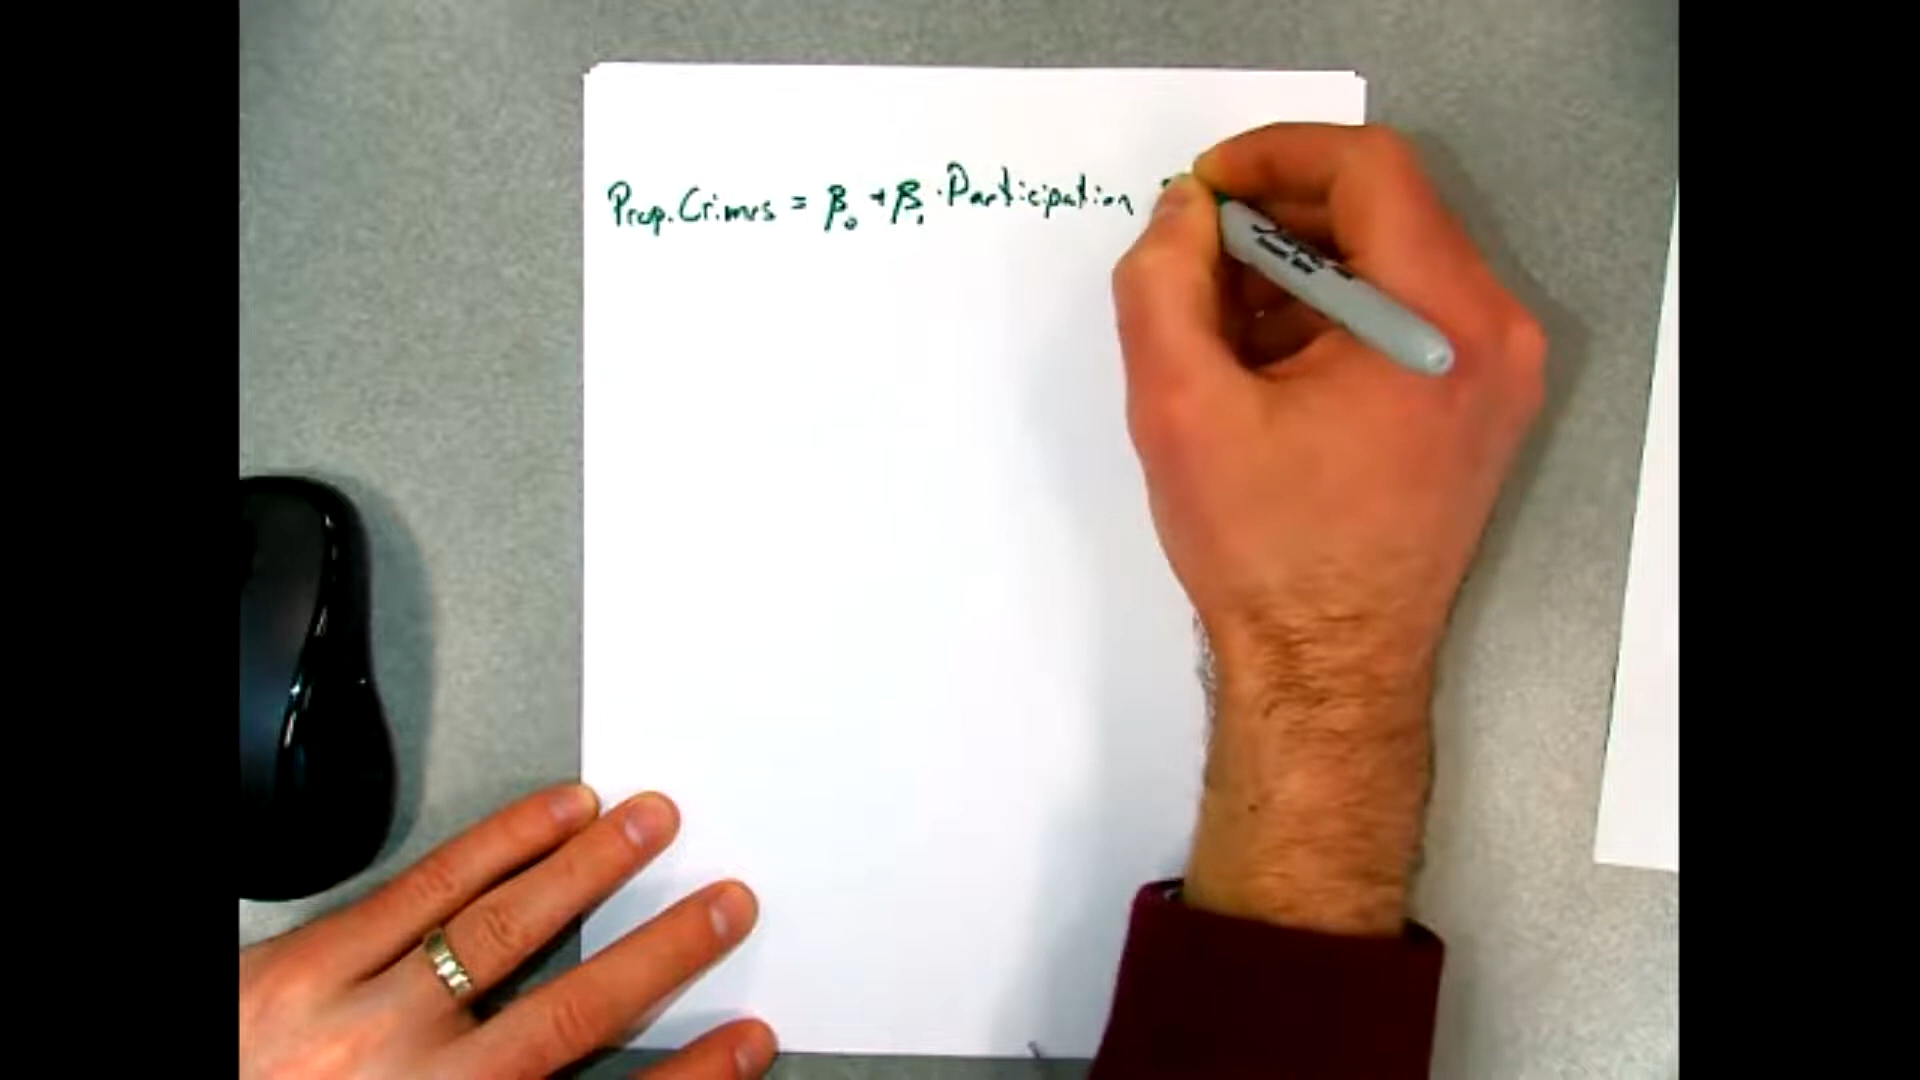 Prop. Crimes = β₀ + β₁ · Participation